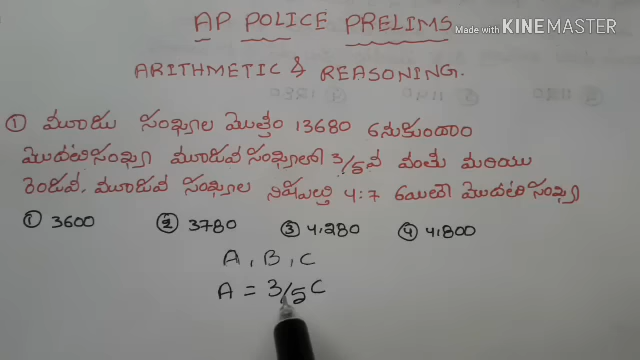 AP POLICE PRELIMS
Made with KINEMASTER
ARITHMETIC & REASONING.
① మూడు సంఖ్యల మొత్తం 13680 అనుకుందాం
మొదటి సంఖ్య మూడవ సంఖ్యలో 3/5వ వంతు మరియు
రెండవ, మూడవ సంఖ్యల నిష్పత్తి 4:7 అయితే మొదటి సంఖ్య
① 3600 ② 3780 ③ 4,280 ④ 4,800
A, B, C
A = 3/5 C